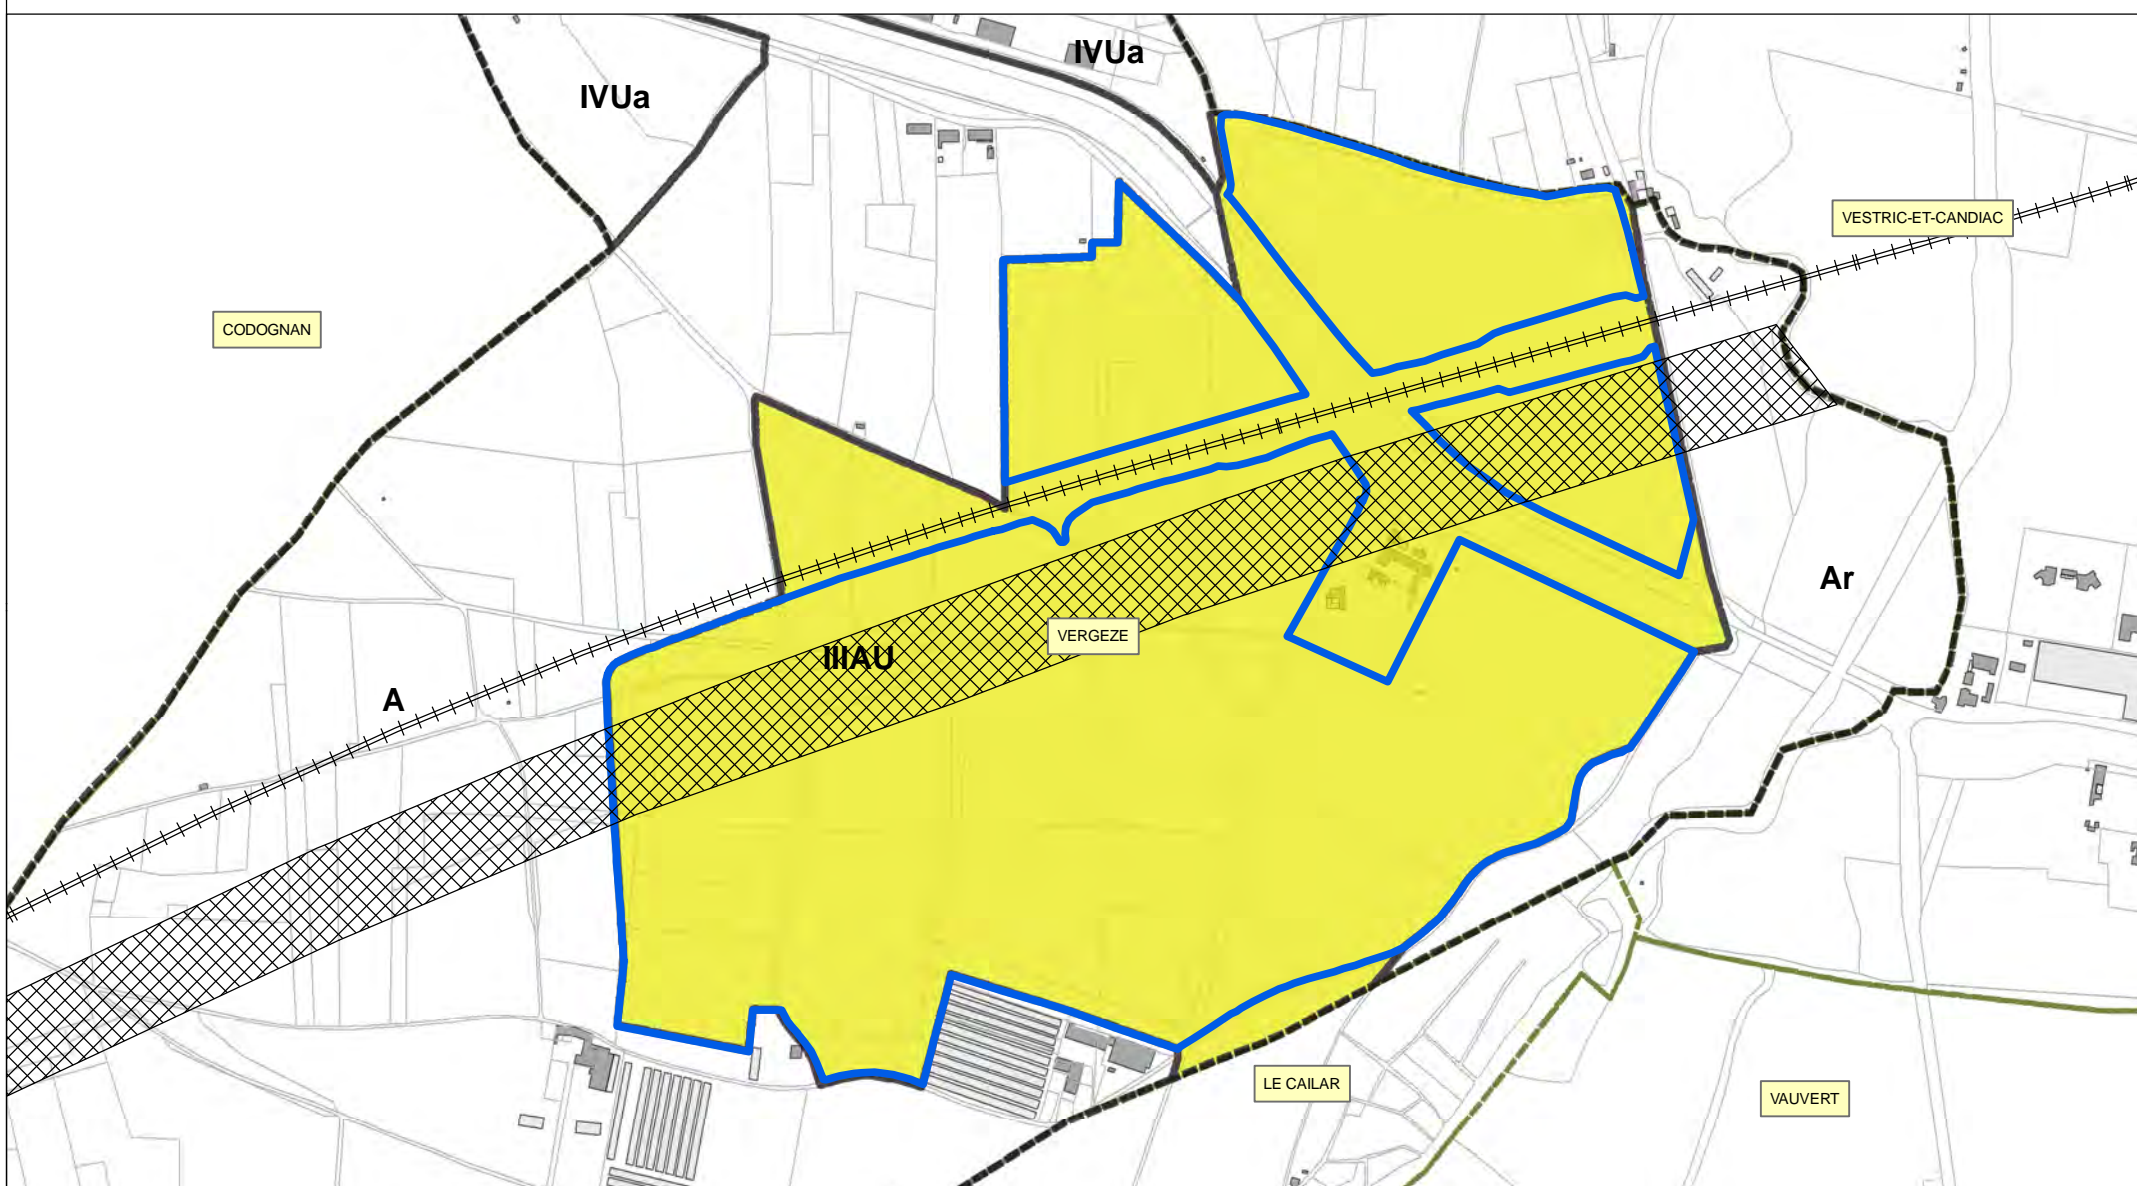 IVUa
IVUa
VESTRIC-ET-CANDIAC
CODOGNAN
Ar
VERGEZE
IIIAU
A
LE CAILAR
VAUVERT